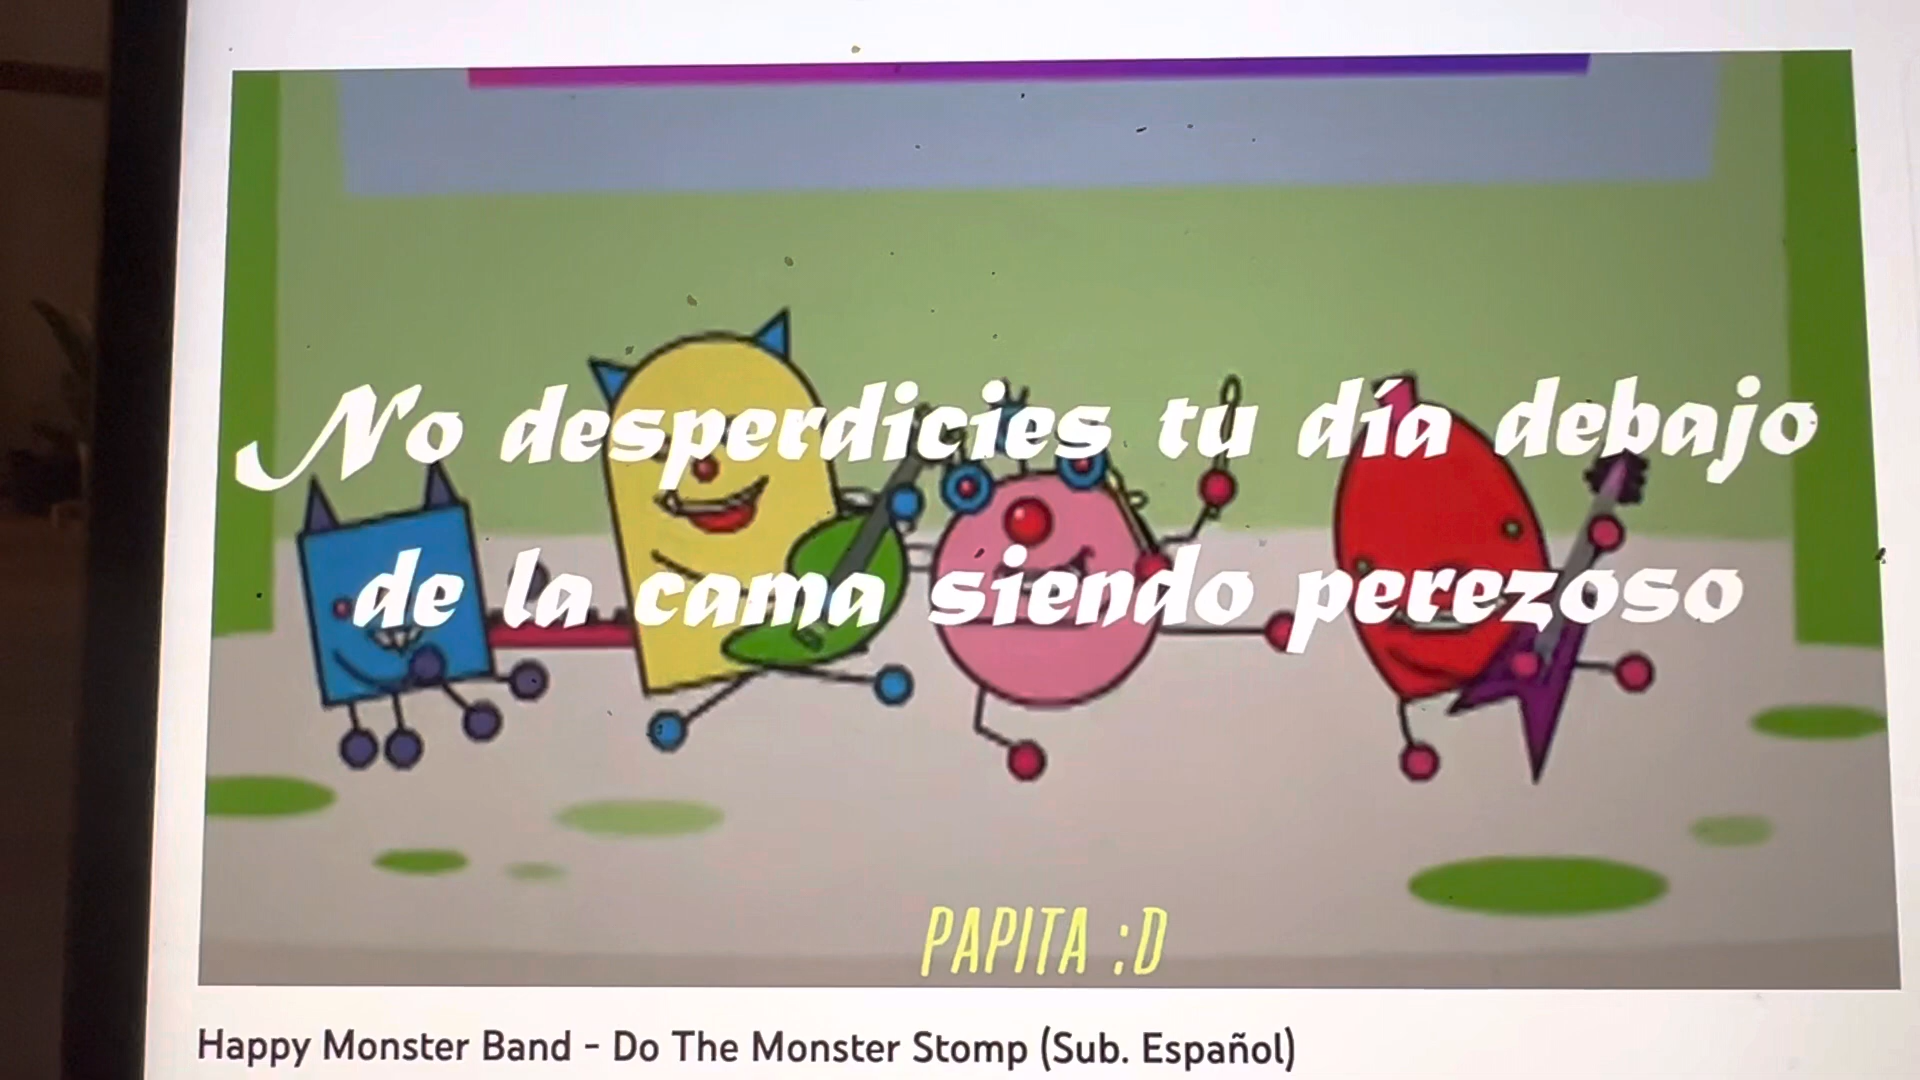 No desperdicies tu día debajo
de la cama siendo perezoso
PAPITA :D
Happy Monster Band - Do The Monster Stomp (Sub. Español)